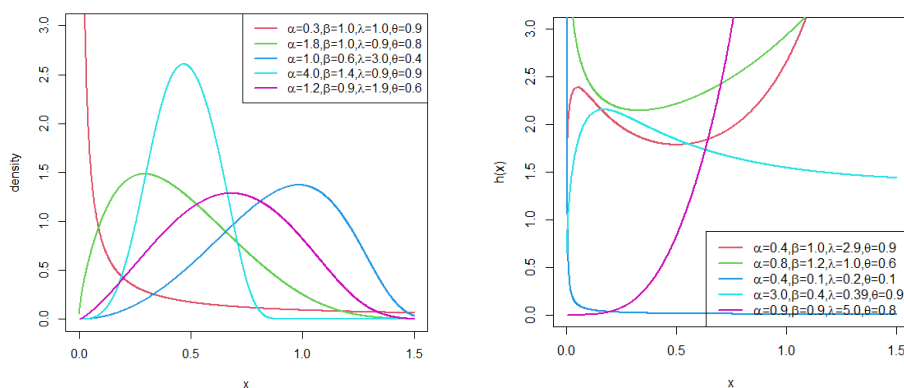 3.0
2.5
2.0
1.5
1.0
0.5
0.0
density
0.0 0.5 1.0 1.5
x
α=0.3,β=1.0,λ=1.0,θ=0.9
α=1.8,β=1.0,λ=0.9,θ=0.8
α=1.0,β=0.6,λ=3.0,θ=0.4
α=4.0,β=1.4,λ=0.9,θ=0.9
α=1.2,β=0.9,λ=1.9,θ=0.6
3.0
2.5
2.0
1.5
1.0
0.5
0.0
h(x)
0.0 0.5 1.0 1.5
x
α=0.4,β=1.0,λ=2.9,θ=0.9
α=0.8,β=1.2,λ=1.0,θ=0.6
α=0.4,β=0.1,λ=0.2,θ=0.1
α=3.0,β=0.4,λ=0.39,θ=0.9
α=0.9,β=0.9,λ=5.0,θ=0.8